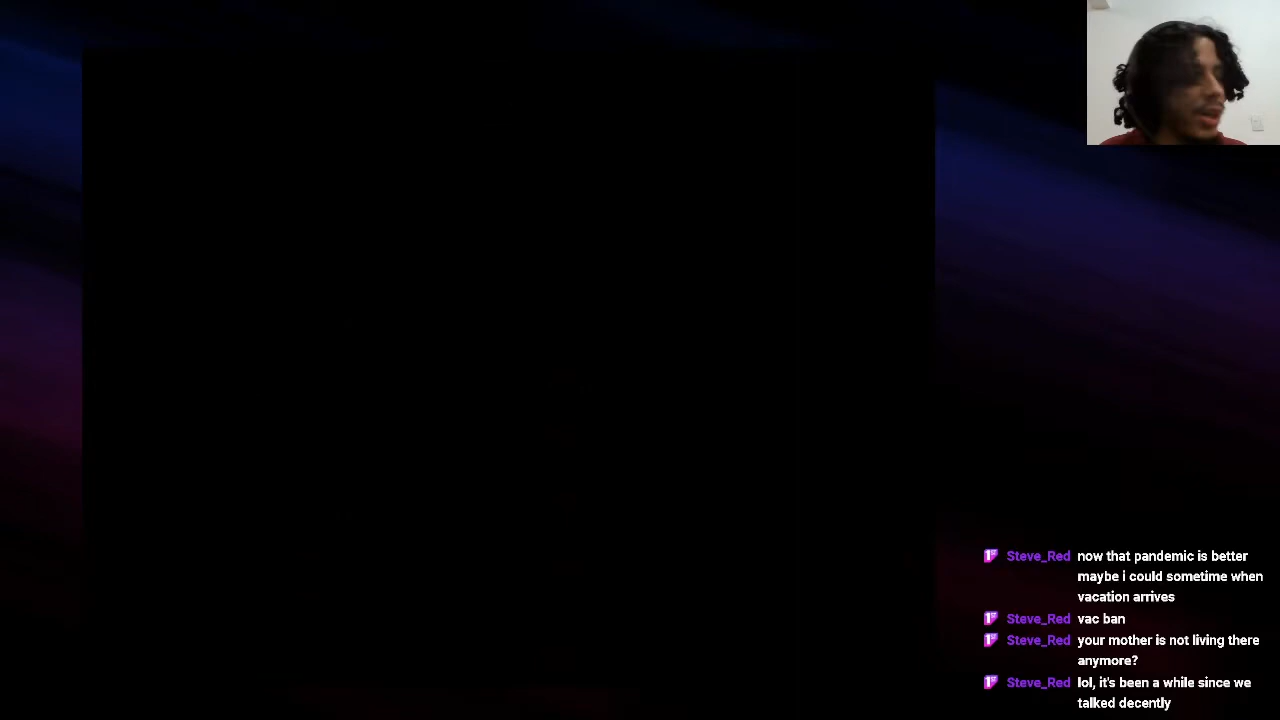 Steve_Red now that pandemic is better
maybe i could sometime when
vacation arrives
Steve_Red vac ban
Steve_Red your mother is not living there
anymore?
Steve_Red lol, it's been a while since we
talked decently